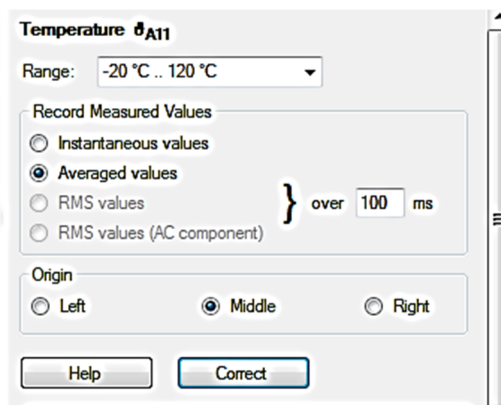 Temperature ϑA11
Range: -20 °C .. 120 °C
Record Measured Values
Instantaneous values
Averaged values
RMS values } over 100 ms
RMS values (AC component)
Origin
Left Middle Right
Help Correct